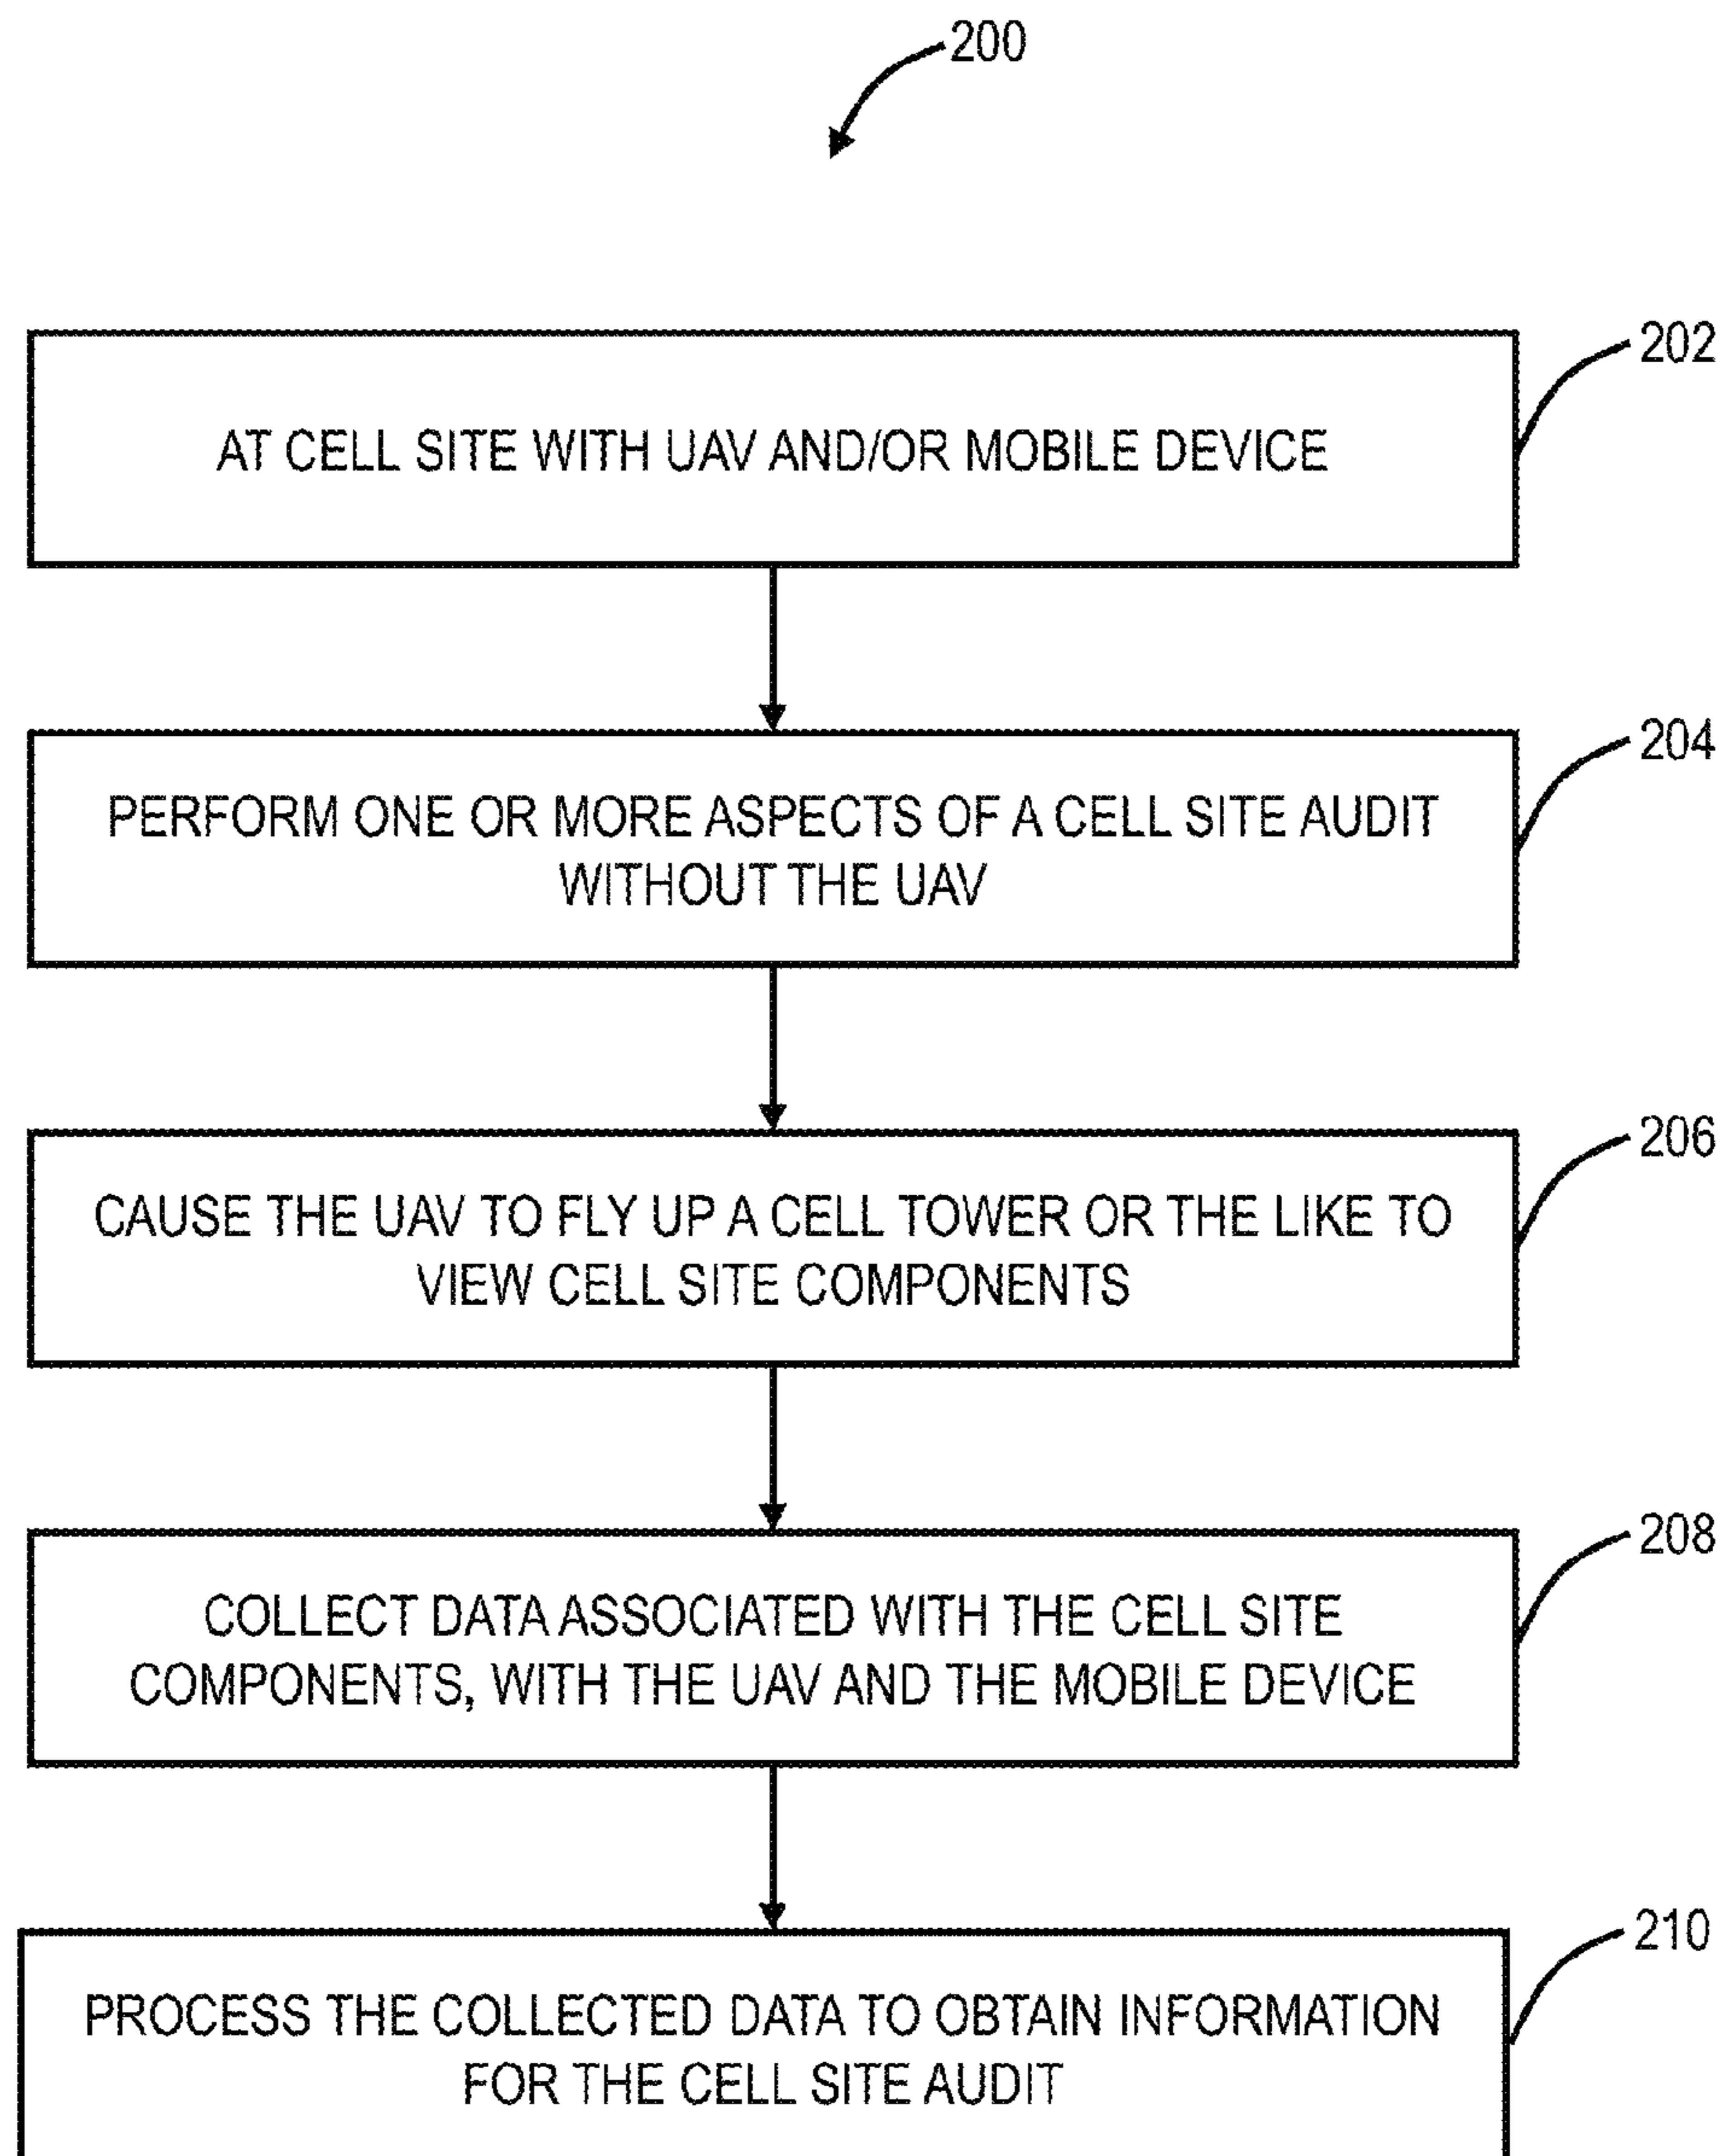 200
202
AT CELL SITE WITH UAV AND/OR MOBILE DEVICE
204
PERFORM ONE OR MORE ASPECTS OF A CELL SITE AUDIT
WITHOUT THE UAV
206
CAUSE THE UAV TO FLY UP A CELL TOWER OR THE LIKE TO
VIEW CELL SITE COMPONENTS
208
COLLECT DATA ASSOCIATED WITH THE CELL SITE
COMPONENTS, WITH THE UAV AND THE MOBILE DEVICE
210
PROCESS THE COLLECTED DATA TO OBTAIN INFORMATION
FOR THE CELL SITE AUDIT